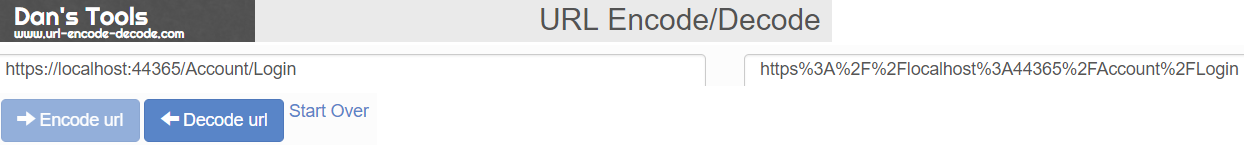 Dan's Tools
www.url-encode-decode.com
URL Encode/Decode
https://localhost:44365/Account/Login
https%3A%2F%2Flocalhost%3A44365%2FAccount%2FLogin
Encode url
Decode url
Start Over